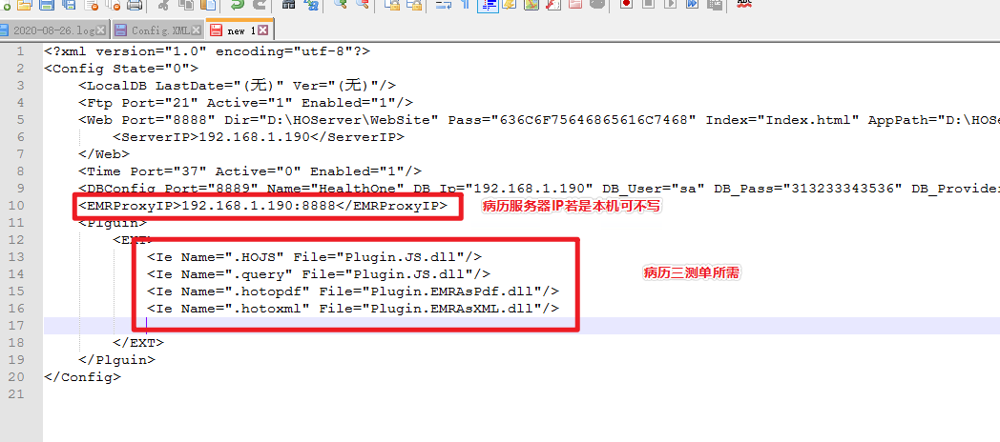 2020-08-26.log
Config.XML
new 1
1 <?xml version="1.0" encoding="utf-8"?>
2 <Config State="0">
3 <LocalDB LastDate="(无)" Ver="(无)"/>
4 <Ftp Port="21" Active="1" Enabled="1"/>
5 <Web Port="8888" Dir="D:\HOServer\WebSite" Pass="636C6F75646865616C7468" Index="Index.html" AppPath="D:\HOSe
6 <ServerIP>192.168.1.190</ServerIP>
7 </Web>
8 <Time Port="37" Active="0" Enabled="1"/>
9 <DBConfig Port="8889" Name="HealthOne" DB_Ip="192.168.1.190" DB_User="sa" DB_Pass="313233343536" DB_Provider
10 <EMRProxyIP>192.168.1.190:8888</EMRProxyIP> 病历服务器IP若是本机可不写
11 <Plguin>
12 <EXT>
13 <Ie Name=".HOJS" File="Plugin.JS.dll"/>
14 <Ie Name=".query" File="Plugin.JS.dll"/> 病历三测单所需
15 <Ie Name=".hotopdf" File="Plugin.EMRAsPdf.dll"/>
16 <Ie Name=".hotoxml" File="Plugin.EMRAsXML.dll"/>
17
18 </EXT>
19 </Plguin>
20 </Config>
21